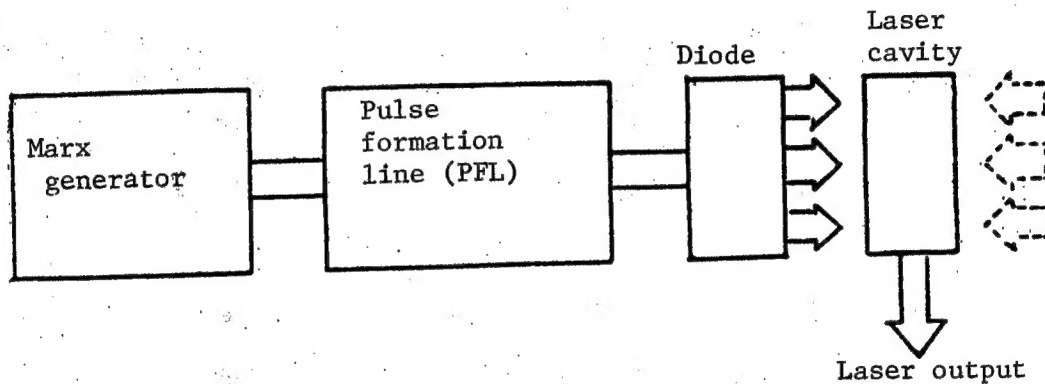 Marx
generator
Pulse
formation
line (PFL)
Diode
Laser
cavity
Laser output